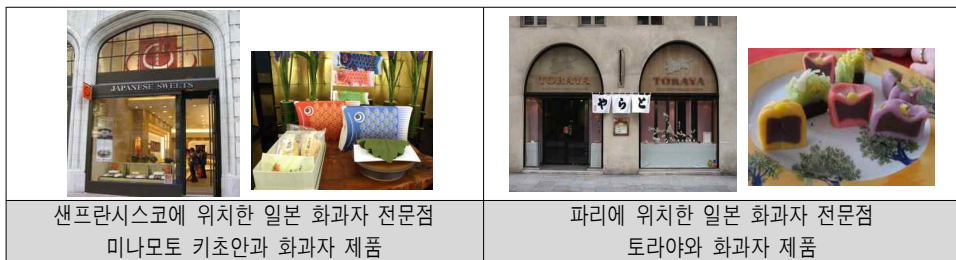 JAPANESE SWEETS
TORAYA
TORAYA
やらと
샌프란시스코에 위치한 일본 화과자 전문점
미나모토 키초안과 화과자 제품
파리에 위치한 일본 화과자 전문점
토라야와 화과자 제품